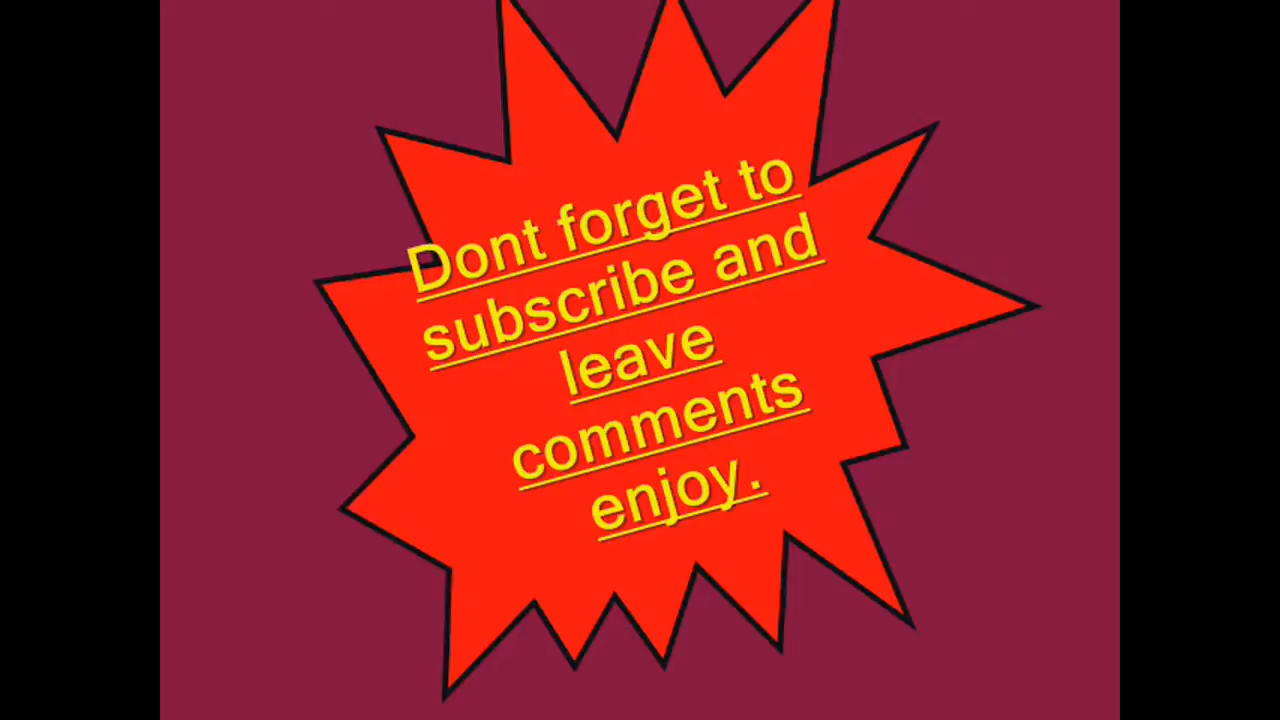 Dont forget to
subscribe and
leave
comments
enjoy.